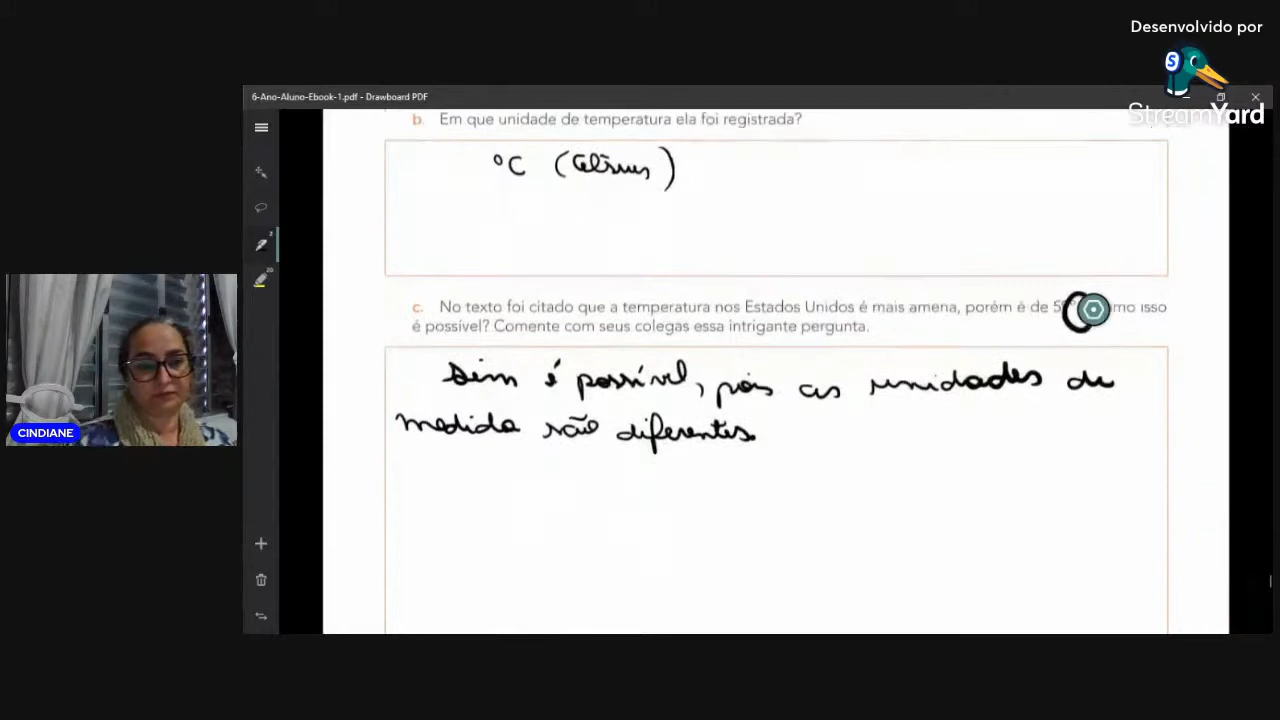 Desenvolvido por
StreamYard
6-Ano-Aluno-Ebook-1.pdf - Drawboard PDF
b. Em que unidade de temperatura ela foi registrada?
°C (Célsius)
c. No texto foi citado que a temperatura nos Estados Unidos é mais amena, porém é de mo isso
é possível? Comente com seus colegas essa intrigante pergunta.
Sim é possível, pois as unidades de
medida são diferentes.
CINDIANE